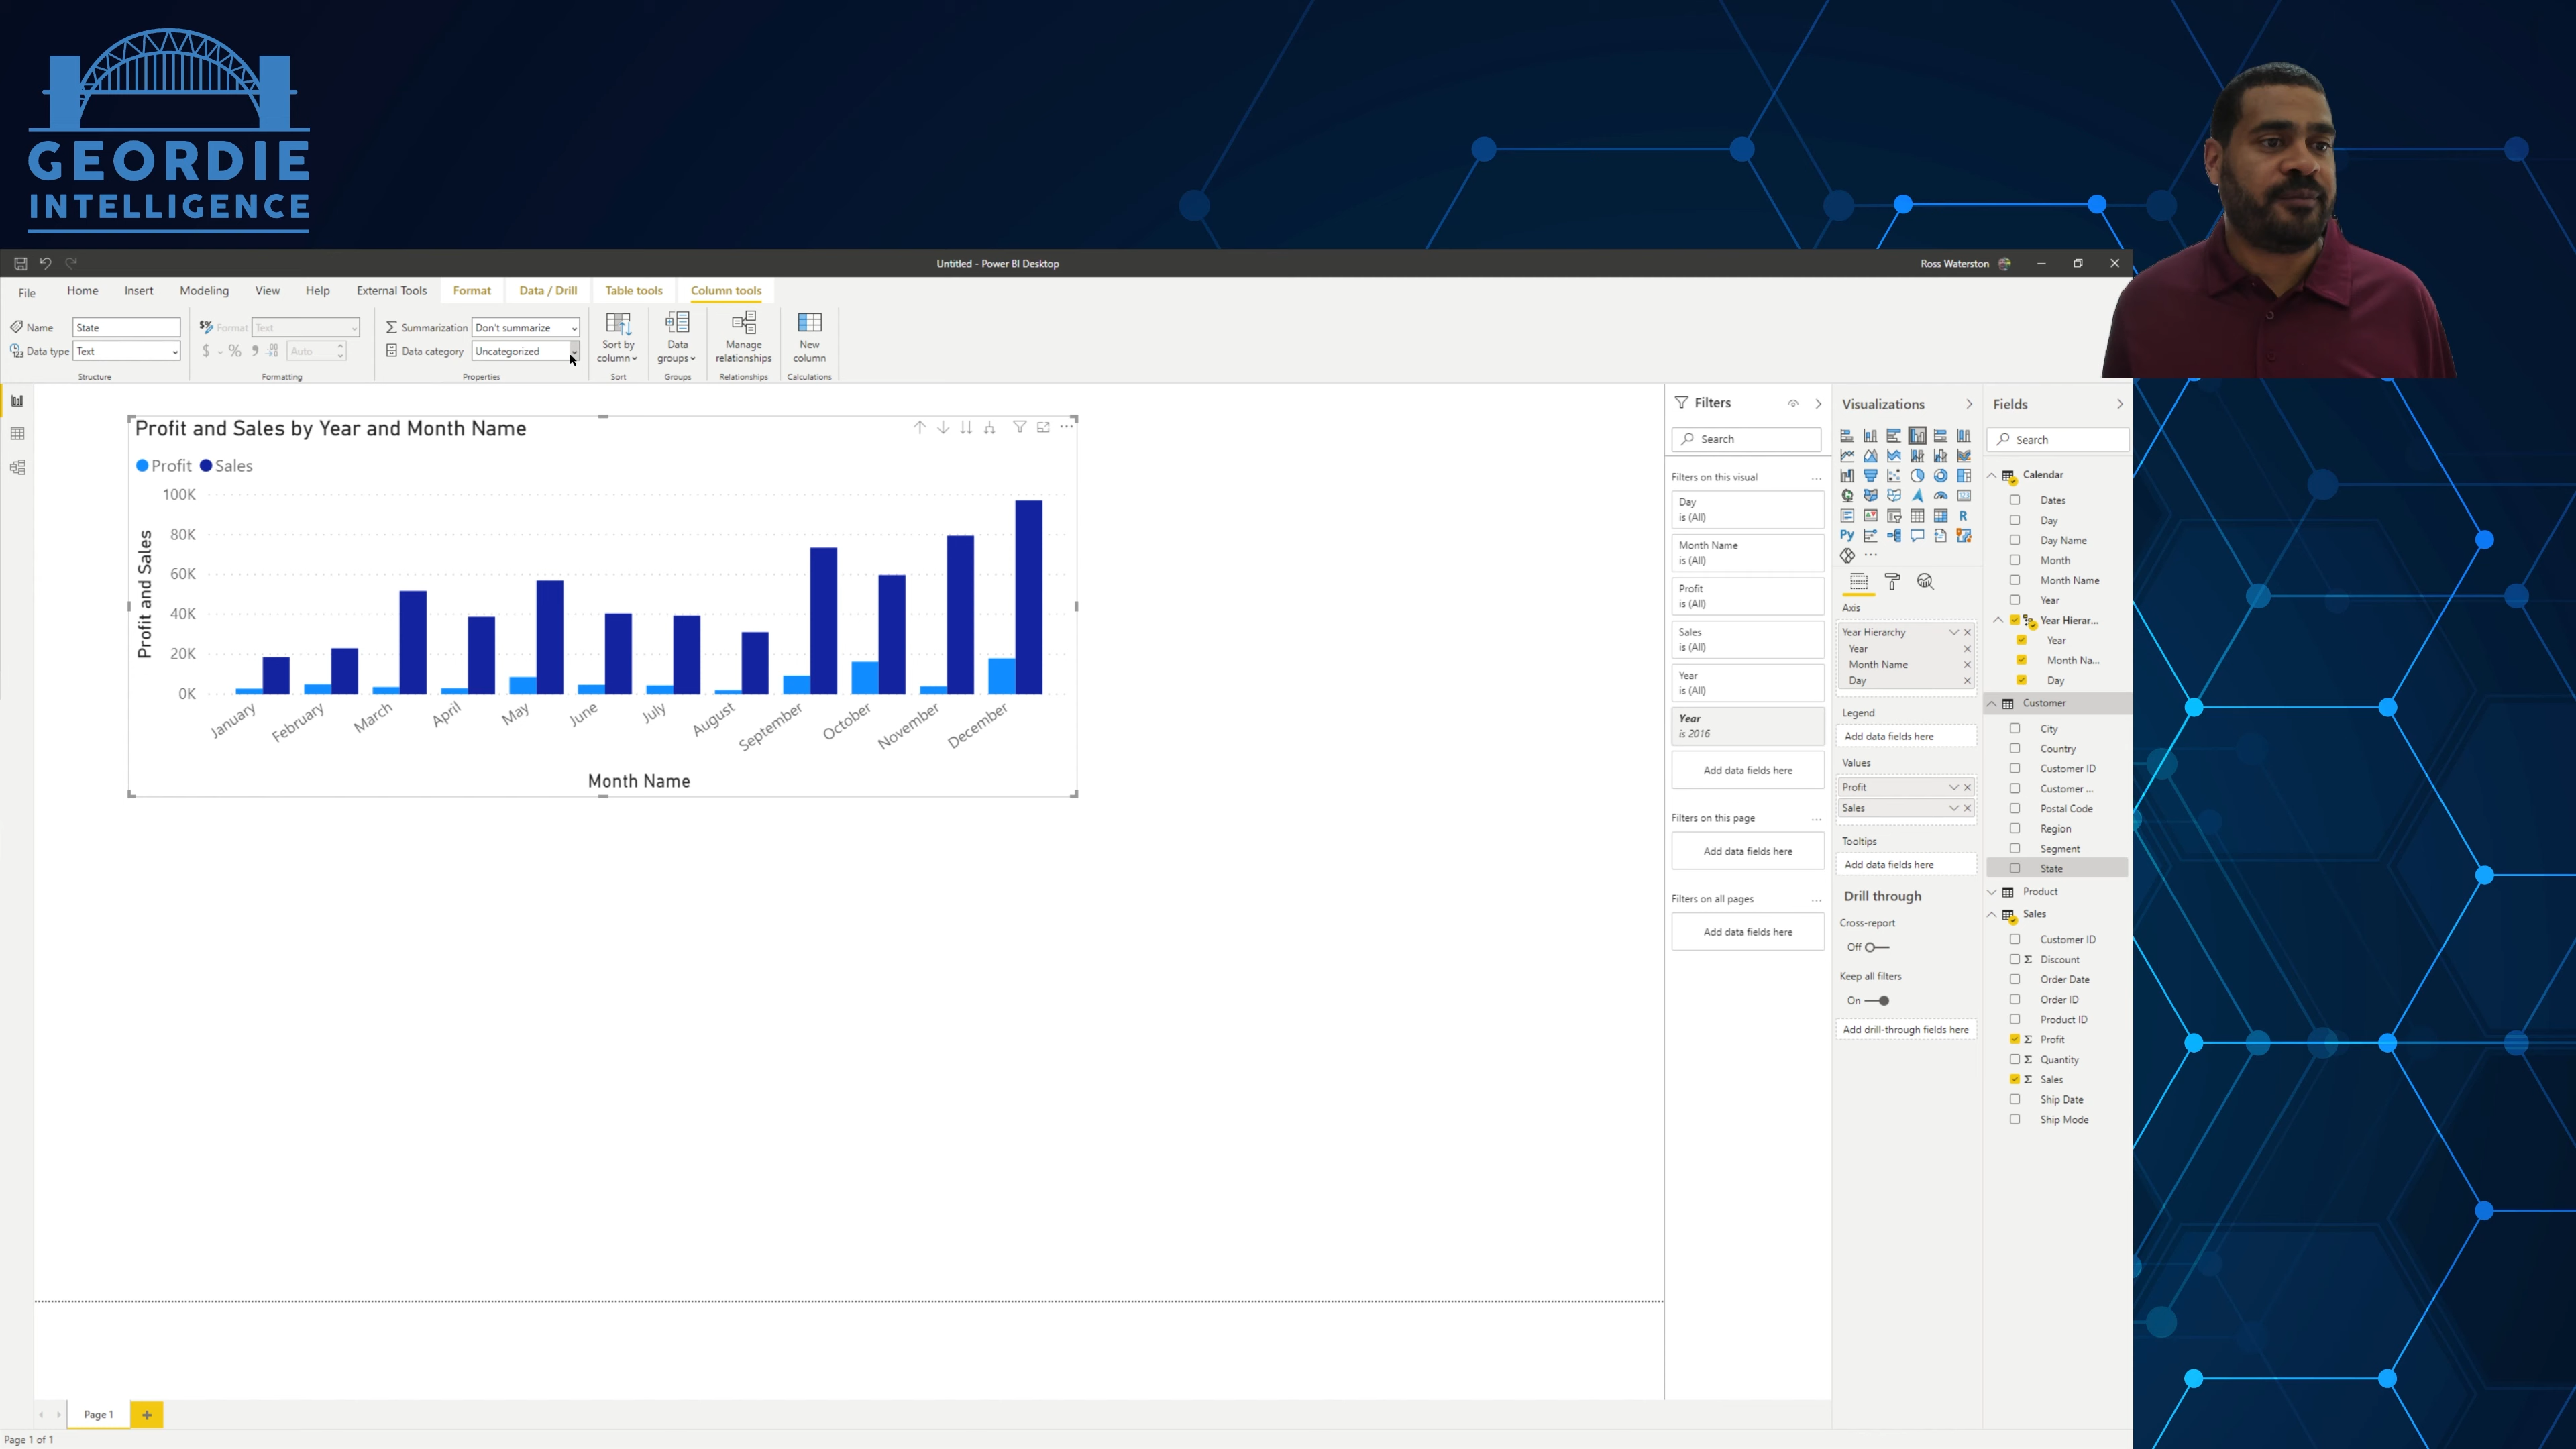 GEORDIE
INTELLIGENCE
Untitled - Power BI Desktop
Ross Waterston
File
Home
Insert
Modeling
View
Help
External Tools
Format
Data / Drill
Table tools
Column tools
Name
State
Data type
Text
Structure
$% Format
Text
$ % 9 Auto
Formatting
Summarization
Don't summarize
Data category
Uncategorized
Properties
Sort by
column
Sort
Data
groups
Groups
Manage
relationships
Relationships
New
column
Calculations
Profit and Sales by Year and Month Name
Profit Sales
Profit and Sales
100K
80K
60K
40K
20K
0K
January
February
March
April
May
June
July
August
September
October
November
December
Month Name
Filters
Search
Filters on this visual
Day
is (All)
Month Name
is (All)
Profit
is (All)
Sales
is (All)
Year
is (All)
Year
is 2016
Add data fields here
Filters on this page
Add data fields here
Filters on all pages
Add data fields here
Visualizations
R
Py
Axis
Year Hierarchy
Year
Month Name
Day
Legend
Add data fields here
Values
Profit
Sales
Tooltips
Add data fields here
Drill through
Cross-report
Off
Keep all filters
On
Add drill-through fields here
Fields
Search
Calendar
Dates
Day
Day Name
Month
Month Name
Year
Year Hierar...
Year
Month Na...
Day
Customer
City
Country
Customer ID
Customer ...
Postal Code
Region
Segment
State
Product
Sales
Customer ID
Σ Discount
Order Date
Order ID
Product ID
Σ Profit
Σ Quantity
Σ Sales
Ship Date
Ship Mode
Page 1
Page 1 of 1